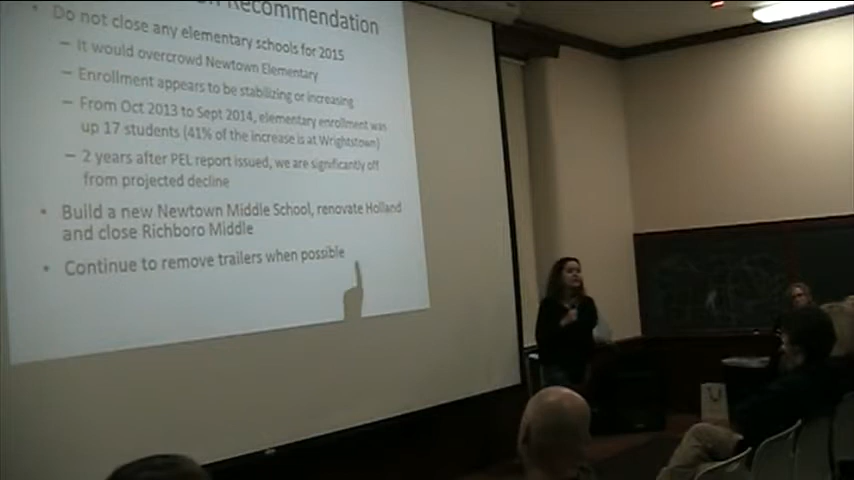 Recommendation
• Do not close any elementary schools for 2015
– It would overcrowd Newtown Elementary
– Enrollment appears to be stabilizing or increasing
– From Oct 2013 to Sept 2014, elementary enrollment was
up 17 students (41% of the increase is at Wrightstown)
– 2 years after PEL report issued, we are significantly off
from projected decline
• Build a new Newtown Middle School, renovate Holland
and close Richboro Middle
• Continue to remove trailers when possible